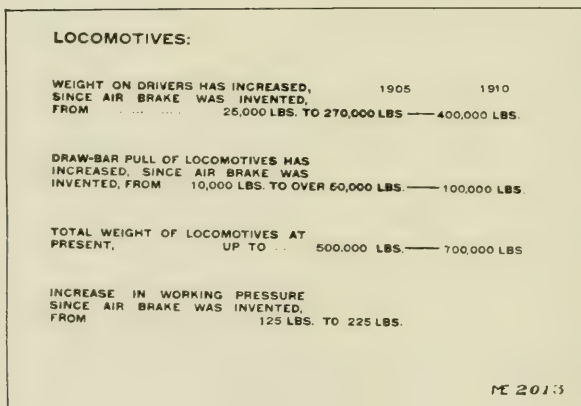 LOCOMOTIVES:
WEIGHT ON DRIVERS HAS INCREASED, 1905 1910
SINCE AIR BRAKE WAS INVENTED,
FROM .... .... 25,000 LBS. TO 270,000 LBS —— 400,000 LBS.
DRAW-BAR PULL OF LOCOMOTIVES HAS
INCREASED, SINCE AIR BRAKE WAS
INVENTED, FROM 10,000 LBS. TO OVER 50,000 LBS. —— 100,000 LBS.
TOTAL WEIGHT OF LOCOMOTIVES AT
PRESENT, UP TO .. 500.000 LBS. —— 700,000 LBS
INCREASE IN WORKING PRESSURE
SINCE AIR BRAKE WAS INVENTED,
FROM 125 LBS. TO 225 LBS.
ME 2013